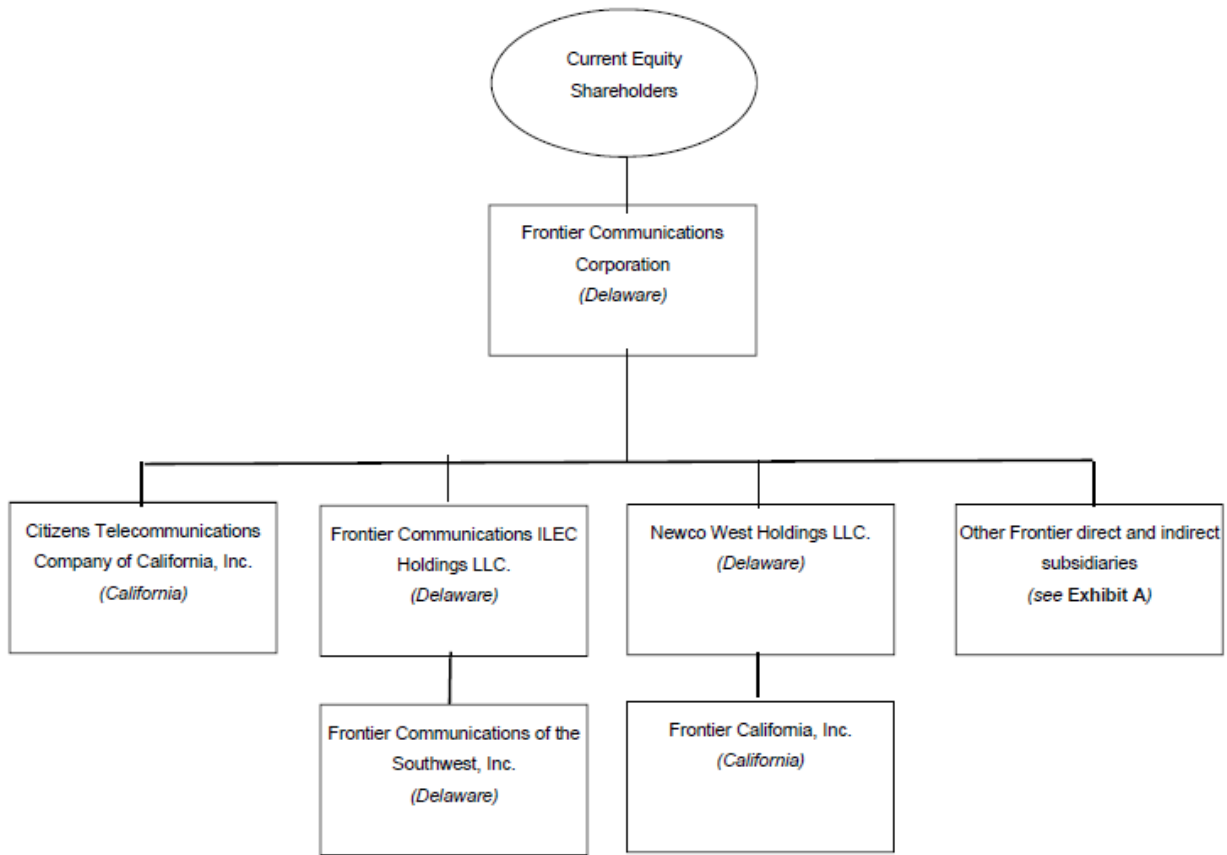 Current Equity
Shareholders
Frontier Communications
Corporation
(Delaware)
Citizens Telecommunications
Company of California, Inc.
(California)
Frontier Communications ILEC
Holdings LLC.
(Delaware)
Newco West Holdings LLC.
(Delaware)
Other Frontier direct and indirect
subsidiaries
(see Exhibit A)
Frontier Communications of the
Southwest, Inc.
(Delaware)
Frontier California, Inc.
(California)